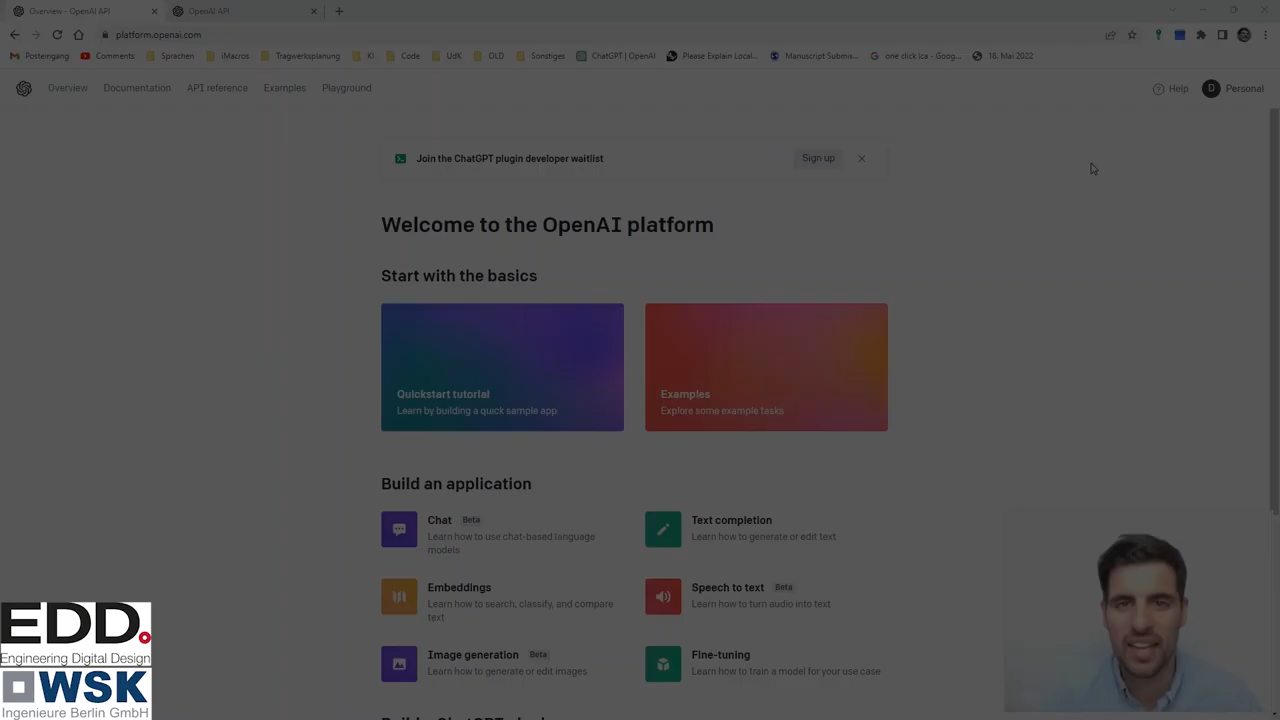 Overview - OpenAI API
OpenAI API
platform.openai.com
Posteingang
Comments
Sprachen
iMacros
Tragwerksplanung
KI
Code
UdK
OLD
Sonstiges
ChatGPT | OpenAI
Please Explain Local...
Manuscript Submis...
one click lca - Goog...
18. Mai 2022
Overview
Documentation
API reference
Examples
Playground
Help
D
Personal
Join the ChatGPT plugin developer waitlist
Sign up
Welcome to the OpenAI platform
Start with the basics
Quickstart tutorial
Learn by building a quick sample app
Examples
Explore some example tasks
Build an application
Chat Beta
Learn how to use chat-based language
models
Text completion
Learn how to generate or edit text
Embeddings
Learn how to search, classify, and compare
text
Speech to text Beta
Learn how to turn audio into text
Image generation Beta
Learn how to generate or edit images
Fine-tuning
Learn how to train a model for your use case
EDD.
Engineering Digital Design
WSK
Ingenieure Berlin GmbH